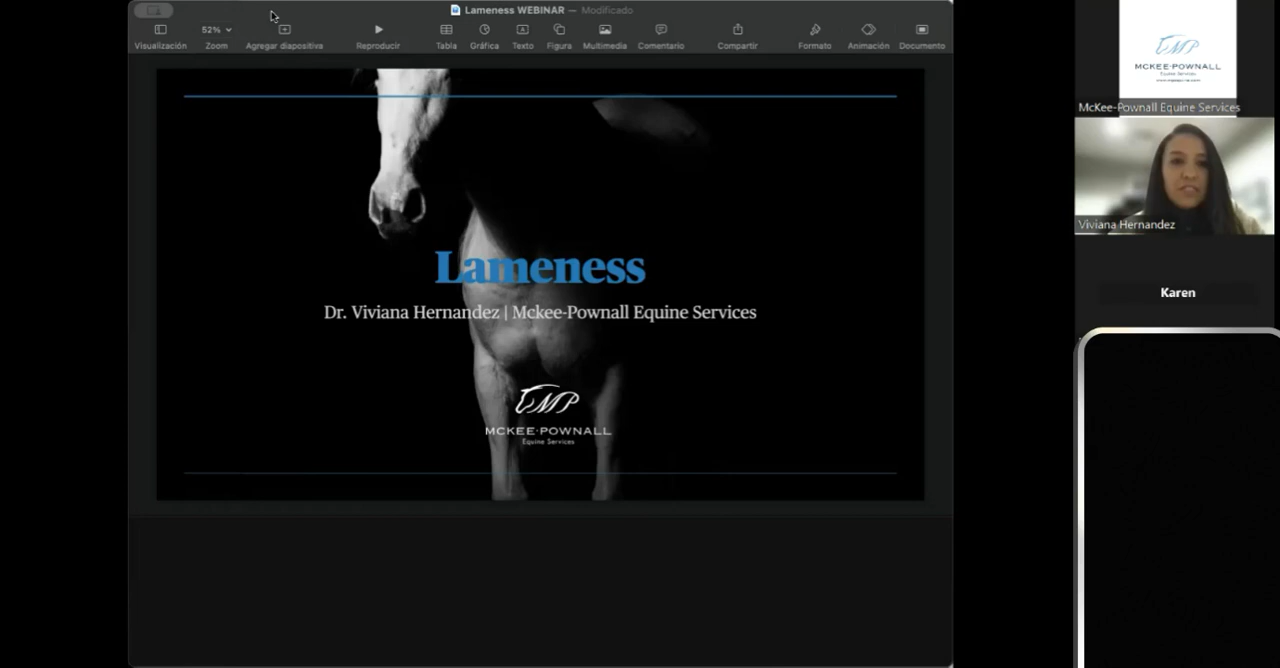 Lameness WEBINAR — Modificado
52%
Visualización Zoom Agregar diapositiva Reproducir Tabla Gráfica Texto Figura Multimedia Comentario Compartir Formato Animación Documento
Lameness
Dr. Viviana Hernandez | Mckee-Pownall Equine Services
MP
MCKEE·POWNALL
Equine Services
MP
MCKEE·POWNALL
Equine Services
McKee-Pownall Equine Services
Viviana Hernandez
Karen